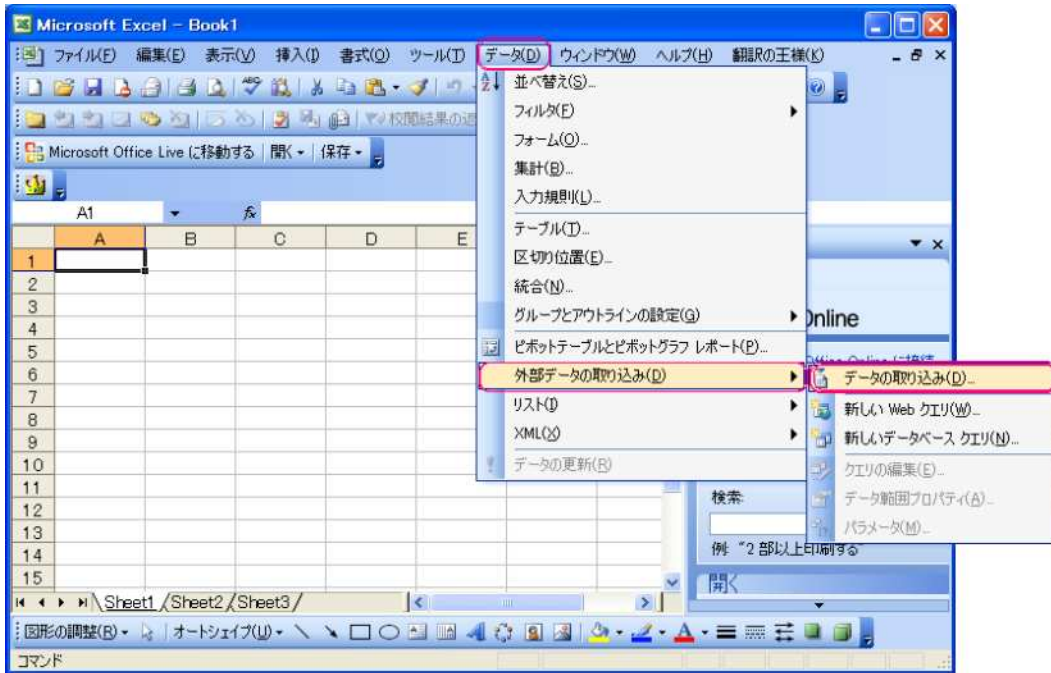 Microsoft Excel - Book1
ファイル(F) 編集(E) 表示(V) 挿入(I) 書式(O) ツール(T) データ(D) ウィンドウ(W) ヘルプ(H) 翻訳の王様(K)
校閲結果の返
Microsoft Office Live に移動する 開く 保存
A1 fx
A B C D E
1
2
3
4
5
6
7
8
9
10
11
12
13
14
15
並べ替え(S)...
フィルタ(F)
フォーム(O)...
集計(B)...
入力規則(L)...
テーブル(T)...
区切り位置(E)...
統合(N)...
グループとアウトラインの設定(G)
ピボットテーブルとピボットグラフ レポート(P)...
外部データの取り込み(D)
リスト(I)
XML(X)
データの更新(R)
データの取り込み(D)...
新しい Web クエリ(W)...
新しいデータベース クエリ(N)...
クエリの編集(E)...
データ範囲プロパティ(A)...
パラメータ(M)...
Online
検索:
例: "2 部以上印刷する"
開く
Sheet1 Sheet2 Sheet3
図形の調整(R) オートシェイプ(U)
コマンド